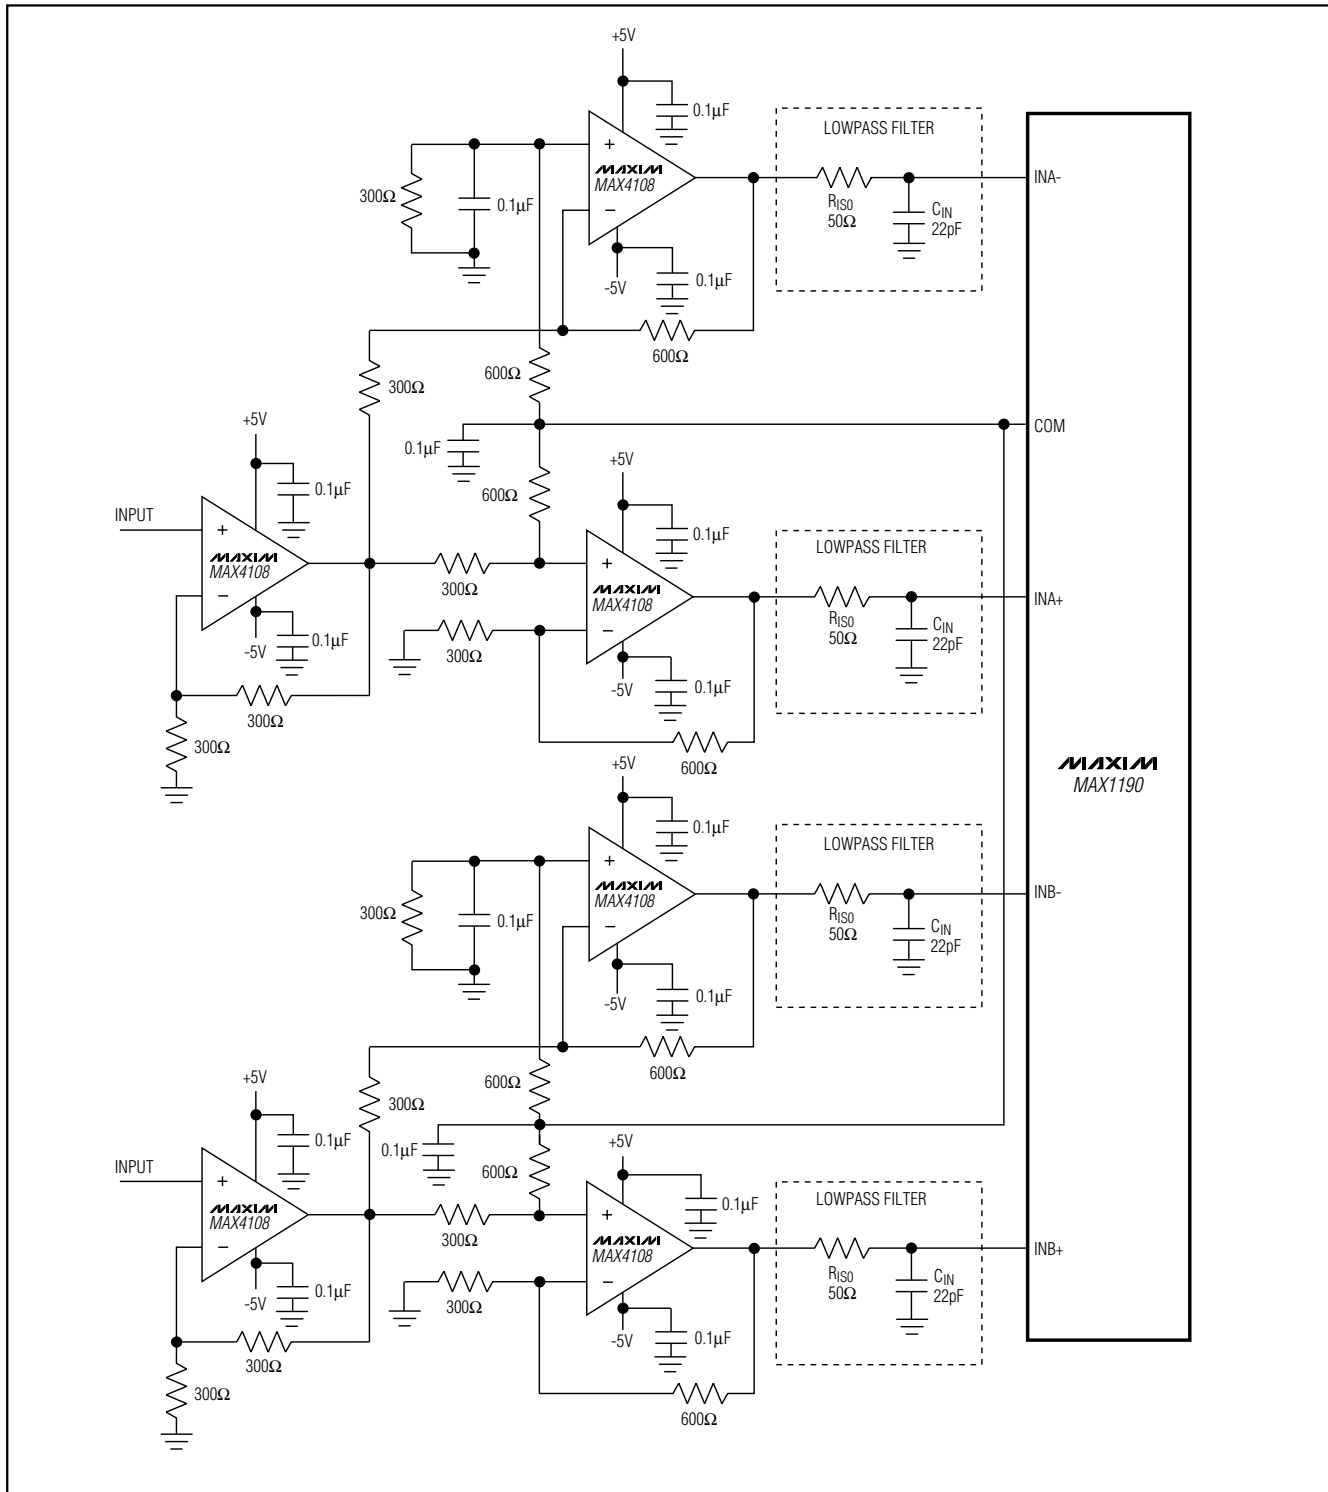 +5V
0.1µF
LOWPASS FILTER
+
MAXIM
MAX4108
−
300Ω
0.1µF
RISO
50Ω
CIN
22pF
INA-
-5V
0.1µF
600Ω
300Ω
600Ω
+5V
0.1µF
COM
0.1µF
600Ω
+5V
0.1µF
INPUT
+
MAXIM
MAX4108
−
300Ω
+
MAXIM
MAX4108
−
LOWPASS FILTER
RISO
50Ω
CIN
22pF
INA+
-5V
0.1µF
300Ω
-5V
0.1µF
300Ω
300Ω
600Ω
MAXIM
MAX1190
+5V
0.1µF
LOWPASS FILTER
+
MAXIM
MAX4108
−
300Ω
0.1µF
RISO
50Ω
CIN
22pF
INB-
-5V
0.1µF
600Ω
300Ω
600Ω
+5V
0.1µF
0.1µF
600Ω
+5V
0.1µF
INPUT
+
MAXIM
MAX4108
−
300Ω
+
MAXIM
MAX4108
−
LOWPASS FILTER
RISO
50Ω
CIN
22pF
INB+
-5V
0.1µF
300Ω
-5V
0.1µF
300Ω
300Ω
600Ω